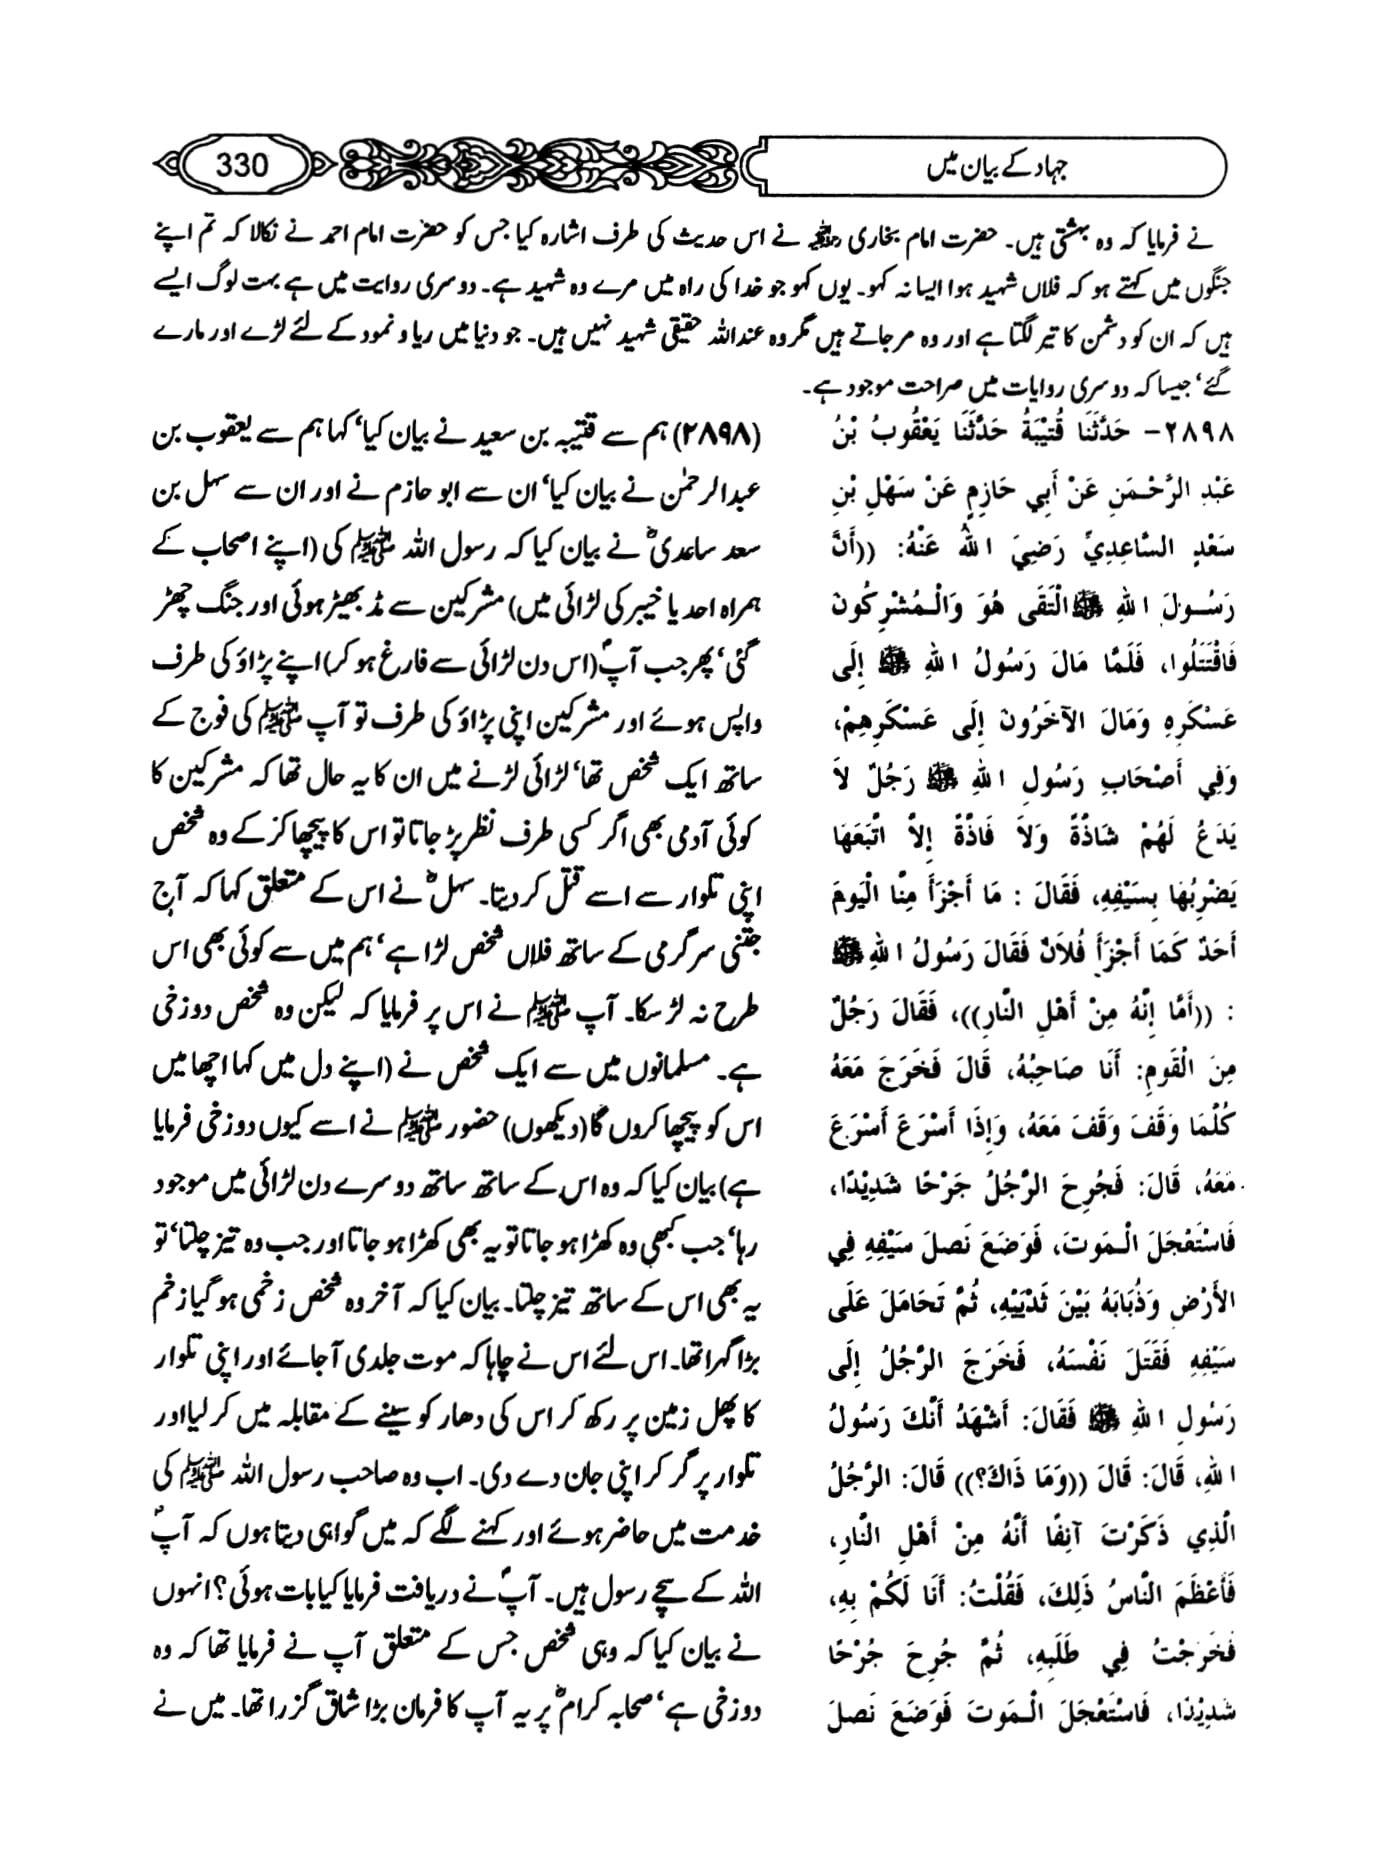 جہاد کے بیان میں
330
نے فرمایا کہ وہ بہشتی ہیں۔ حضرت امام بخاری رحمہ اللہ نے اس حدیث کی طرف اشارہ کیا جس کو حضرت امام احمد نے نکالا کہ تم اپنے
جنگوں میں کہتے ہو کہ فلاں شہید ہوا ایسا نہ کہو۔ یوں کہو جو خدا کی راہ میں مرے وہ شہید ہے۔ دوسری روایت میں ہے بہت لوگ ایسے
ہیں کہ ان کو دشمن کا تیر لگتا ہے اور وہ مر جاتے ہیں مگر وہ عنداللہ حقیقی شہید نہیں ہیں۔ جو دنیا میں ریا و نمود کے لئے لڑے اور مارے
گئے‘ جیسا کہ دوسری روایات میں صراحت موجود ہے۔
٢٨٩٨- حَدَّثَنَا قُتَيْبَةُ حَدَّثَنَا يَعْقُوبُ بْنُ
عَبْدِ الرَّحْمَنِ عَنْ أَبِي حَازِمٍ عَنْ سَهْلِ بْنِ
سَعْدٍ السَّاعِدِيِّ رَضِيَ اللهُ عَنْهُ: ((أَنَّ
رَسُولَ اللهِ ﷺ الْتَقَى هُوَ وَالْمُشْرِكُونَ
فَاقْتَتَلُوا، فَلَمَّا مَالَ رَسُولُ اللهِ ﷺ إِلَى
عَسْكَرِهِ وَمَالَ الآخَرُونَ إِلَى عَسْكَرِهِمْ،
وَفِي أَصْحَابِ رَسُولِ اللهِ ﷺ رَجُلٌ لاَ
يَدَعُ لَهُمْ شَاذَّةً وَلاَ فَاذَّةً إِلاَّ اتَّبَعَهَا
يَضْرِبُهَا بِسَيْفِهِ، فَقَالَ : مَا أَجْزَأَ مِنَّا الْيَومَ
أَحَدٌ كَمَا أَجْزَأَ فُلاَنٌ فَقَالَ رَسُولُ اللهِ ﷺ
: ((أَمَّا إِنَّهُ مِنْ أَهْلِ النَّارِ))، فَقَالَ رَجُلٌ
مِنَ الْقَومِ: أَنَا صَاحِبُهُ، قَالَ فَخَرَجَ مَعَهُ
كُلَّمَا وَقَفَ وَقَفَ مَعَهُ، وَإِذَا أَسْرَعَ أَسْرَعَ
مَعَهُ، قَالَ: فَجُرِحَ الرَّجُلُ جَرْحًا شَدِيْدًا،
فَاسْتَعْجَلَ الْمَوتَ، فَوَضَعَ نَصلَ سَيْفِهِ فِي
الأَرْضِ وَذُبَابَهُ بَيْنَ ثَدْيَيْهِ، ثُمَّ تَحَامَلَ عَلَى
سَيْفِهِ فَقَتَلَ نَفْسَهُ، فَخَرَجَ الرَّجُلُ إِلَى
رَسُولِ اللهِ ﷺ فَقَالَ: أَشْهَدُ أَنَّكَ رَسُولُ
اللهِ، قَالَ: قَالَ ((وَمَا ذَاكَ؟)) قَالَ: الرَّجُلُ
الَّذِي ذَكَرْتَ آنِفًا أَنَّهُ مِنْ أَهْلِ النَّارِ،
فَأَعْظَمَ النَّاسُ ذَلِكَ، فَقُلْتُ: أَنَا لَكُمْ بِهِ،
فَخَرَجْتُ فِي طَلَبِهِ، ثُمَّ جُرِحَ جُرْحًا
شَدِيْدًا، فَاسْتَعْجَلَ الْمَوتَ فَوَضَعَ نَصلَ
(۲۸۹۸) ہم سے قتیبہ بن سعید نے بیان کیا‘ کہا ہم سے یعقوب بن
عبدالرحمٰن نے بیان کیا‘ ان سے ابو حازم نے اور ان سے سہل بن
سعد ساعدیؓ نے بیان کیا کہ رسول اللہ ﷺ کی (اپنے اصحاب کے
ہمراہ احد یا خیبر کی لڑائی میں) مشرکین سے مڈ بھیڑ ہوئی اور جنگ چھڑ
گئی‘ پھر جب آپؐ (اس دن لڑائی سے فارغ ہو کر) اپنے پڑاؤ کی طرف
واپس ہوئے اور مشرکین اپنی پڑاؤ کی طرف تو آپ ﷺ کی فوج کے
ساتھ ایک شخص تھا‘ لڑائی لڑنے میں ان کا یہ حال تھا کہ مشرکین کا
کوئی آدمی بھی اگر کسی طرف نظر پڑ جاتا تو اس کا پیچھا کر کے وہ شخص
اپنی تلوار سے اسے قتل کر دیتا۔ سہلؓ نے اس کے متعلق کہا کہ آج
جتنی سرگرمی کے ساتھ فلاں شخص لڑا ہے‘ ہم میں سے کوئی بھی اس
طرح نہ لڑ سکا۔ آپ ﷺ نے اس پر فرمایا کہ لیکن وہ شخص دوزخی
ہے۔ مسلمانوں میں سے ایک شخص نے (اپنے دل میں کہا اچھا میں
اس کو پیچھا کروں گا (دیکھوں) حضور ﷺ نے اسے کیوں دوزخی فرمایا
ہے) بیان کیا کہ وہ اس کے ساتھ ساتھ دوسرے دن لڑائی میں موجود
رہا‘ جب کبھی وہ کھڑا ہو جاتا تو یہ بھی کھڑا ہو جاتا اور جب وہ تیز چلتا‘ تو
یہ بھی اس کے ساتھ تیز چلتا۔ بیان کیا کہ آخر وہ شخص زخمی ہو گیا زخم
بڑا گہرا تھا۔ اس لئے اس نے چاہا کہ موت جلدی آجائے اور اپنی تلوار
کا پھل زمین پر رکھ کر اس کی دھار کو سینے کے مقابلہ میں کر لیا اور
تلوار پر گر کر اپنی جان دے دی۔ اب وہ صاحب رسول اللہ ﷺ کی
خدمت میں حاضر ہوئے اور کہنے لگے کہ میں گواہی دیتا ہوں کہ آپؐ
اللہ کے سچے رسول ہیں۔ آپؐ نے دریافت فرمایا کیا بات ہوئی؟ انہوں
نے بیان کیا کہ وہی شخص جس کے متعلق آپ نے فرمایا تھا کہ وہ
دوزخی ہے‘ صحابہ کرامؓ پر یہ آپ کا فرمان بڑا شاق گزرا تھا۔ میں نے